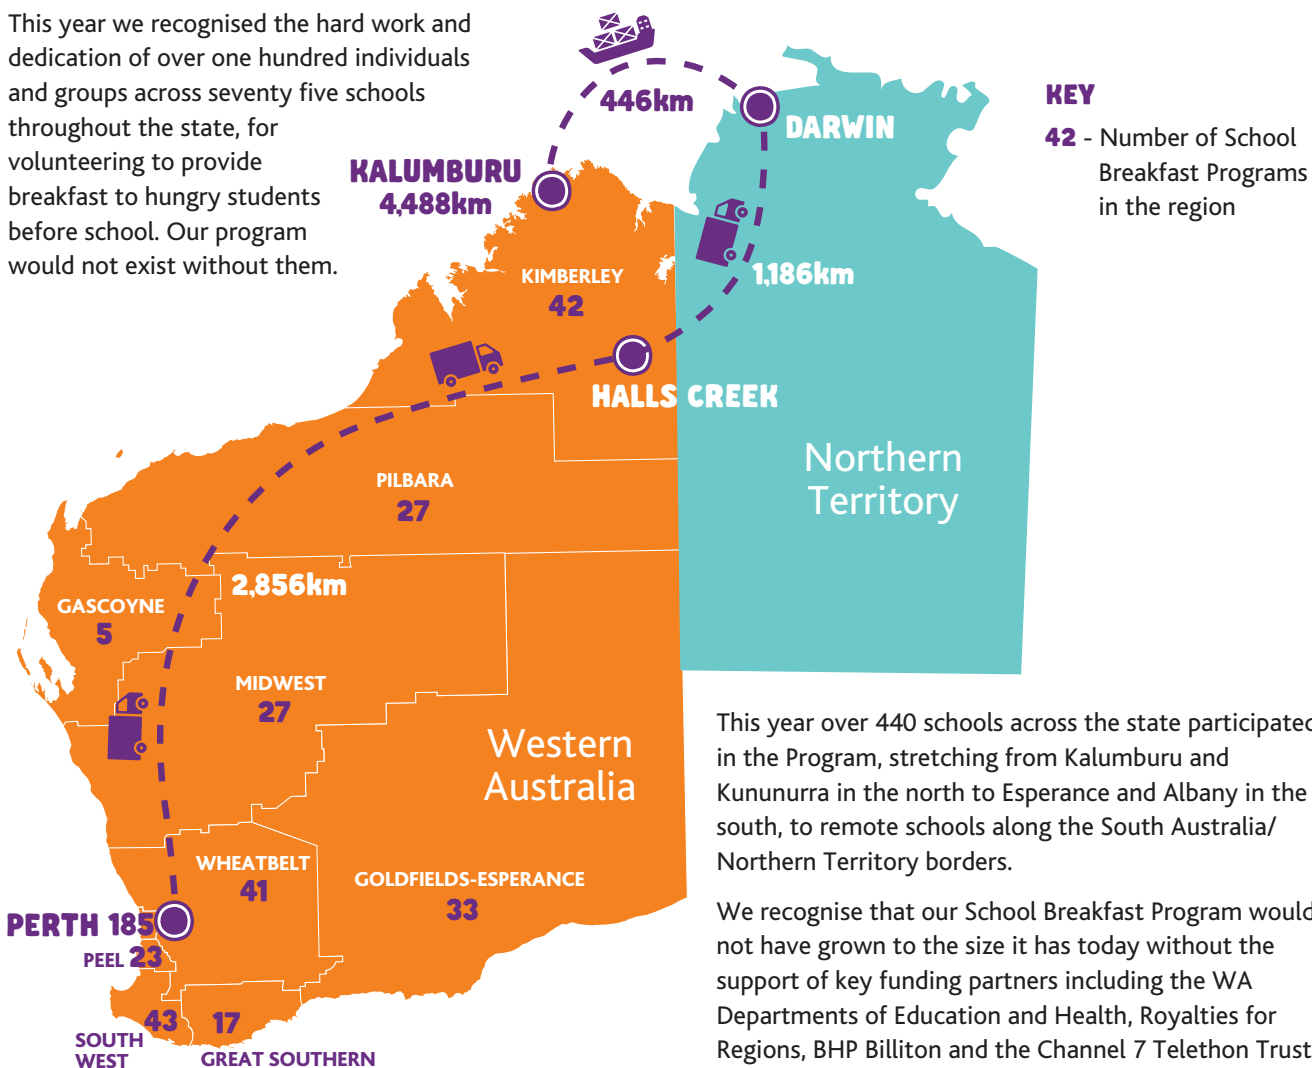 This year we recognised the hard work and
dedication of over one hundred individuals
and groups across seventy five schools
throughout the state, for
volunteering to provide
breakfast to hungry students
before school. Our program
would not exist without them.
446km
DARWIN
KEY
42 - Number of School
Breakfast Programs
in the region
KALUMBURU
4,488km
KIMBERLEY
42
1,186km
HALLS CREEK
Northern
Territory
PILBARA
27
2,856km
GASCOYNE
5
MIDWEST
27
Western
Australia
WHEATBELT
41
GOLDFIELDS-ESPERANCE
33
PERTH 185
PEEL 23
43
17
SOUTH
WEST
GREAT SOUTHERN
This year over 440 schools across the state participated
in the Program, stretching from Kalumburu and
Kununurra in the north to Esperance and Albany in the
south, to remote schools along the South Australia/
Northern Territory borders.
We recognise that our School Breakfast Program would
not have grown to the size it has today without the
support of key funding partners including the WA
Departments of Education and Health, Royalties for
Regions, BHP Billiton and the Channel 7 Telethon Trust